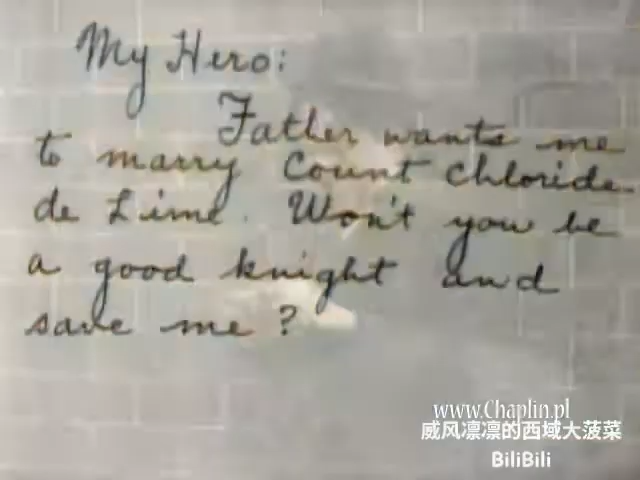 My Hero:
Father wants me
to marry Count Chloride
de Lime. Won't you be
a good knight and
save me?
www.Chaplin.pl
威风凛凛的西域大菠菜
BiliBili